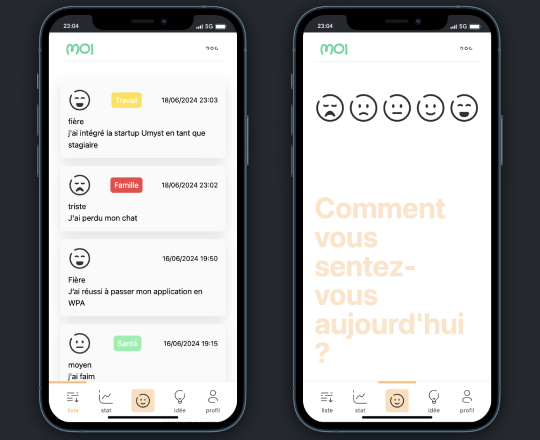 23:04
5G
MOI
Travail
18/06/2024 23:03
fière
j'ai intégré la startup Umyst en tant que
stagiaire
Famille
18/06/2024 23:02
triste
J'ai perdu mon chat
16/06/2024 19:50
Fière
J'ai réussi à passer mon application en
WPA
Santé
16/06/2024 19:15
moyen
j'ai faim
liste
stat
idée
profil
23:04
5G
MOI
Comment
vous
sentez-
vous
aujourd'hui
?
liste
stat
idée
profil